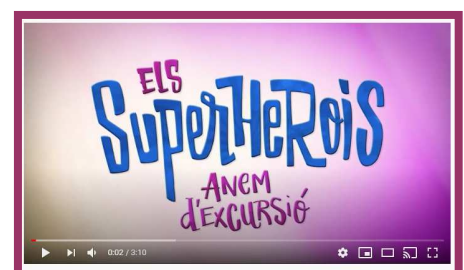 ELS
SUPERHEROIS
ANEM
d'EXCURSIÓ
0:02 / 3:10